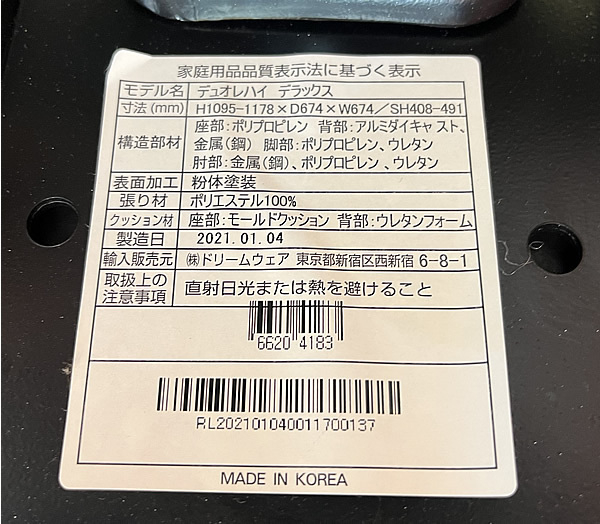 家庭用品品質表示法に基づく表示
モデル名 デュオレハイ デラックス
寸法(mm) H1095-1178×D674×W674／SH408-491
構造部材 座部:ポリプロピレン 背部:アルミダイキャスト、
金属(鋼) 脚部:ポリプロピレン、ウレタン
肘部:金属(鋼)、ポリプロピレン、ウレタン
表面加工 粉体塗装
張り材 ポリエステル100%
クッション材 座部:モールドクッション 背部:ウレタンフォーム
製造日 2021.01.04
輸入販売元 ㈱ドリームウェア 東京都新宿区西新宿 6-8-1
取扱上の
注意事項 直射日光または熱を避けること
6620 4183
RL202101040011700137
MADE IN KOREA